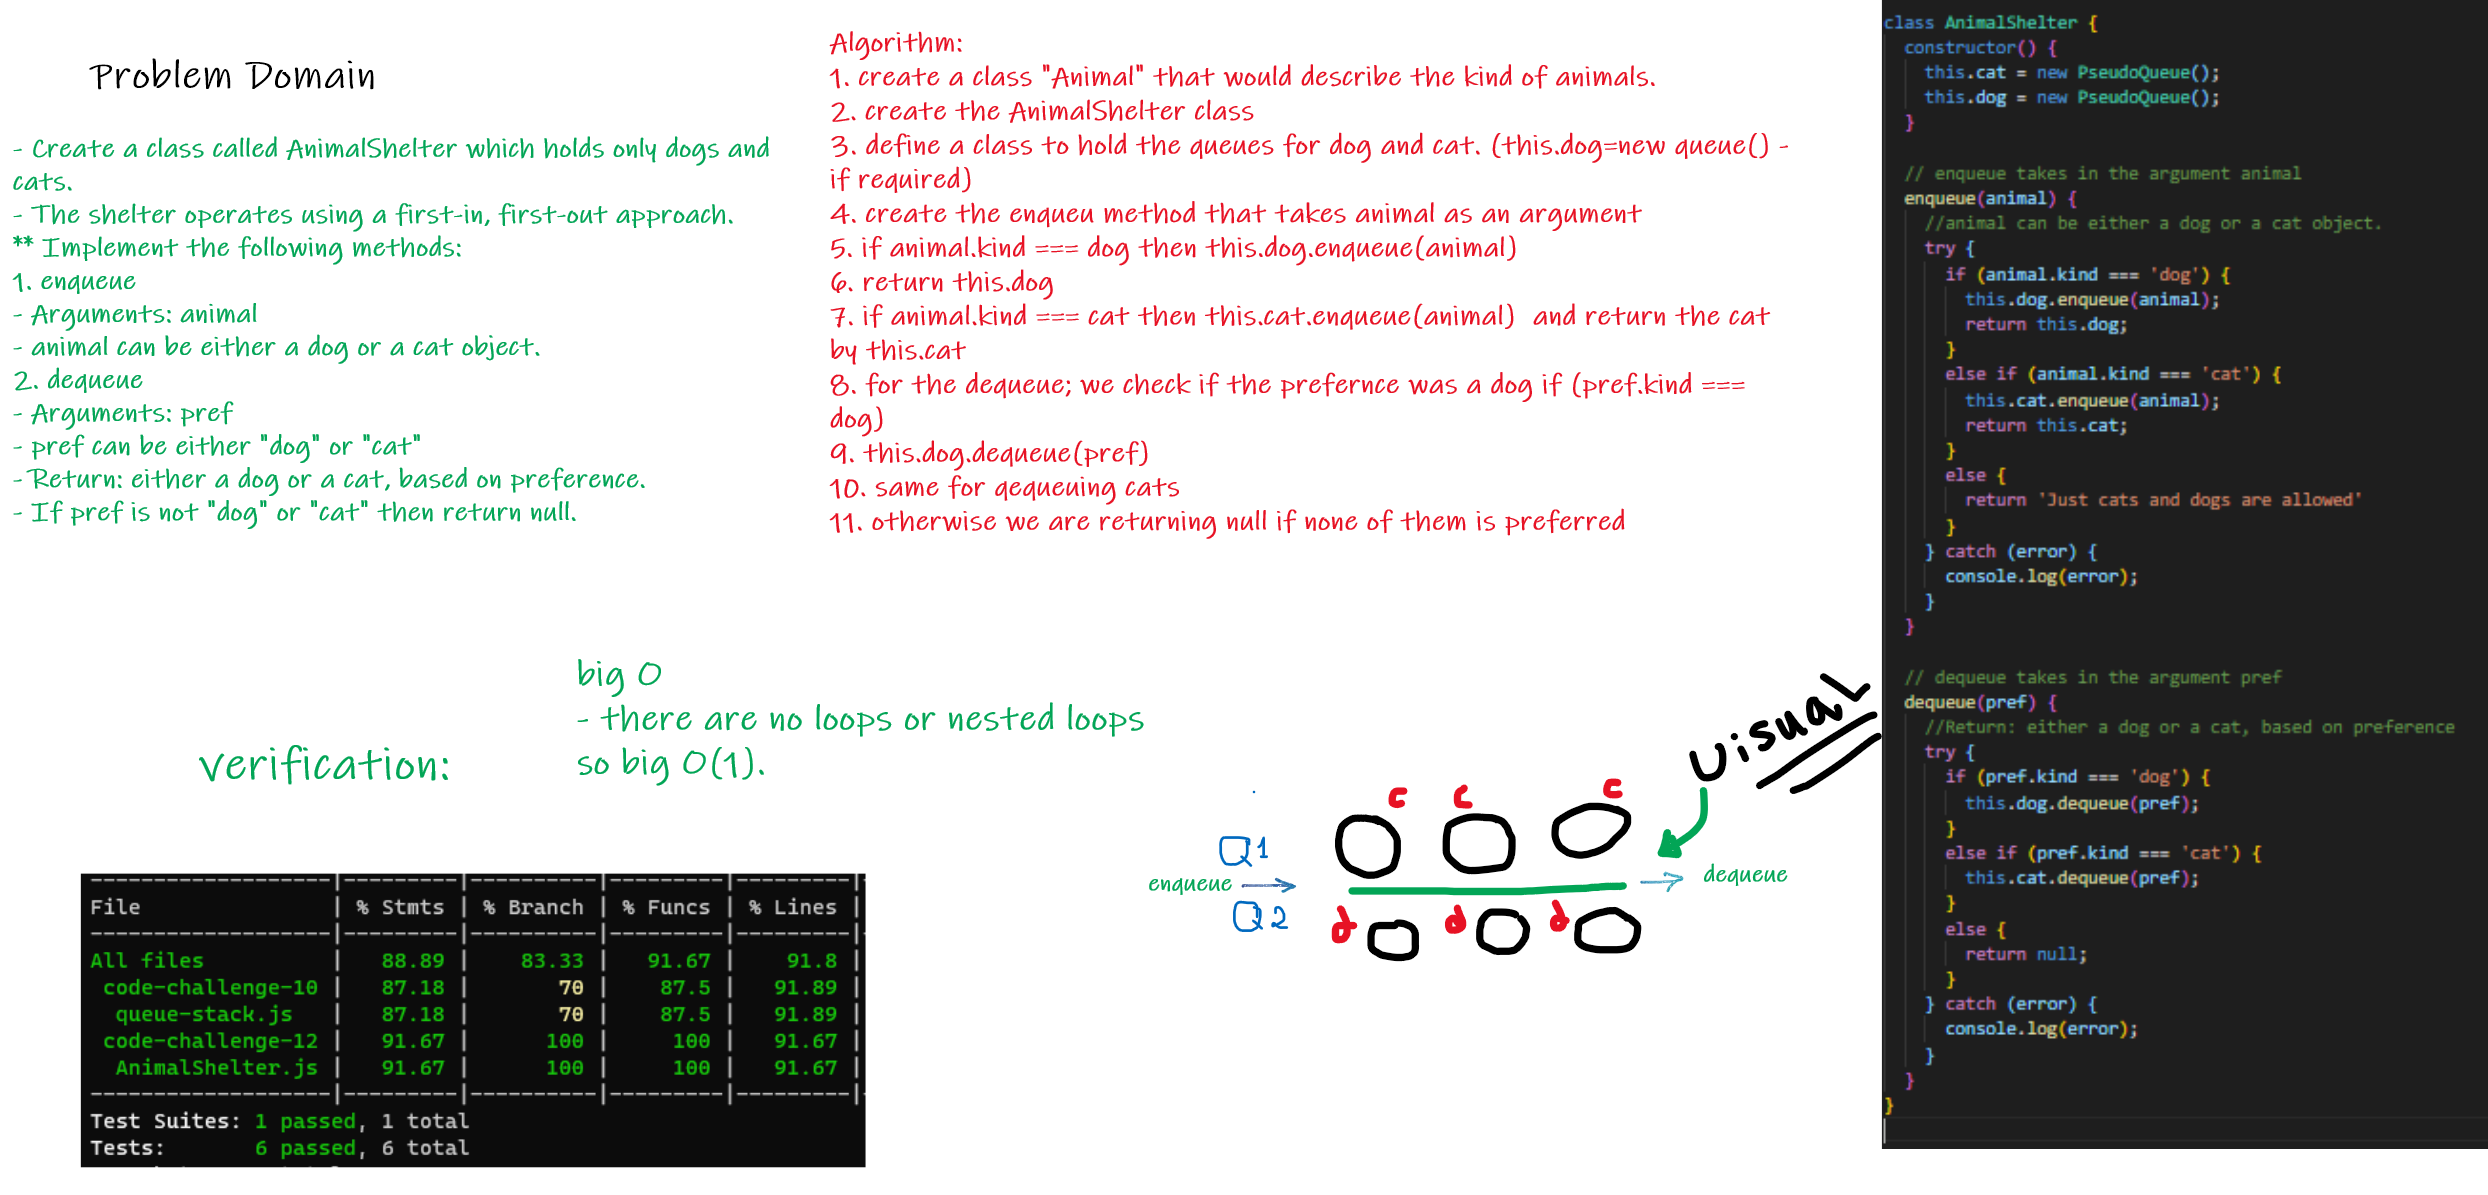 Problem Domain
- Create a class called AnimalShelter which holds only dogs and
cats.
- The shelter operates using a first-in, first-out approach.
** Implement the following methods:
1. enqueue
- Arguments: animal
- animal can be either a dog or a cat object.
2. dequeue
- Arguments: pref
- pref can be either "dog" or "cat"
- Return: either a dog or a cat, based on preference.
- If pref is not "dog" or "cat" then return null.
Algorithm:
1. create a class "Animal" that would describe the kind of animals.
2. create the AnimalShelter class
3. define a class to hold the queues for dog and cat. (this.dog=new queue() -
if required)
4. create the enqueu method that takes animal as an argument
5. if animal.kind === dog then this.dog.enqueue(animal)
6. return this.dog
7. if animal.kind === cat then this.cat.enqueue(animal)  and return the cat
by this.cat
8. for the dequeue; we check if the prefernce was a dog if (pref.kind ===
dog)
9. this.dog.dequeue(pref)
10. same for qequeuing cats
11. otherwise we are returning null if none of them is preferred
class AnimalShelter {
constructor() {
this.cat = new PseudoQueue();
this.dog = new PseudoQueue();
}
// enqueue takes in the argument animal
enqueue(animal) {
//animal can be either a dog or a cat object.
try {
if (animal.kind === 'dog') {
this.dog.enqueue(animal);
return this.dog;
}
else if (animal.kind === 'cat') {
this.cat.enqueue(animal);
return this.cat;
}
else {
return 'Just cats and dogs are allowed'
}
} catch (error) {
console.log(error);
}
}
// dequeue takes in the argument pref
dequeue(pref) {
//Return: either a dog or a cat, based on preference
try {
if (pref.kind === 'dog') {
this.dog.dequeue(pref);
}
else if (pref.kind === 'cat') {
this.cat.dequeue(pref);
}
else {
return null;
}
} catch (error) {
console.log(error);
}
}
}
big O
- there are no loops or nested loops
so big O(1).
verification:
File | % Stmts | % Branch | % Funcs | % Lines |
All files | 88.89 | 83.33 | 91.67 | 91.8 |
code-challenge-10 | 87.18 | 70 | 87.5 | 91.89 |
queue-stack.js | 87.18 | 70 | 87.5 | 91.89 |
code-challenge-12 | 91.67 | 100 | 100 | 91.67 |
AnimalShelter.js | 91.67 | 100 | 100 | 91.67 |
Test Suites: 1 passed, 1 total
Tests: 6 passed, 6 total
visual
c c c
Q1
enqueue
dequeue
Q2
d d d